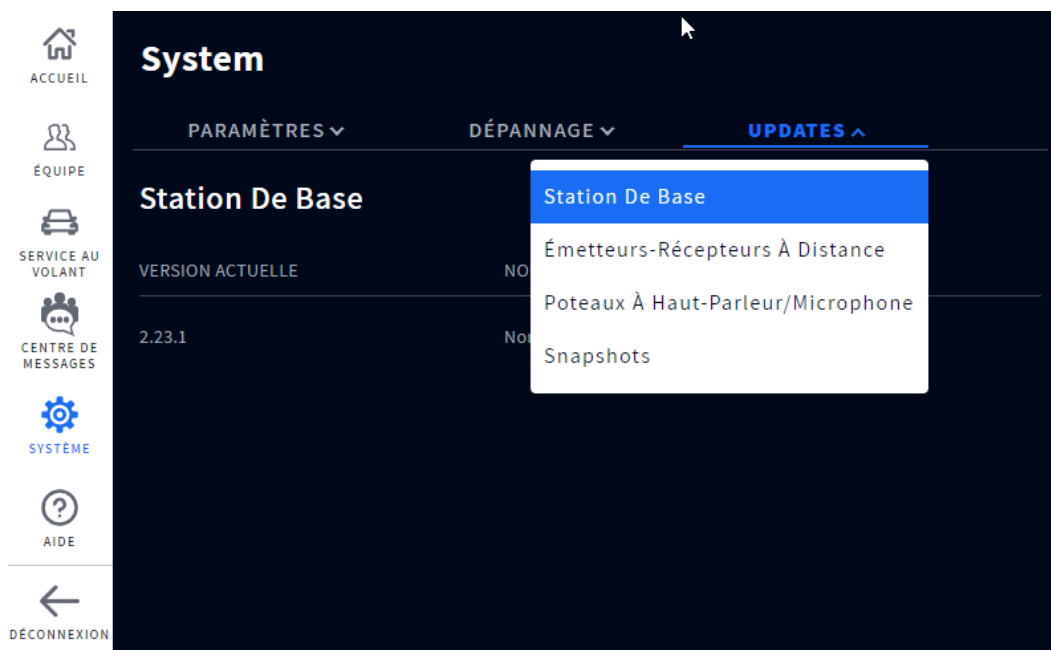 ACCUEIL
ÉQUIPE
SERVICE AU
VOLANT
CENTRE DE
MESSAGES
SYSTÈME
AIDE
DÉCONNEXION
System
PARAMÈTRES
DÉPANNAGE
UPDATES
Station De Base
VERSION ACTUELLE
2.23.1
Station De Base
Émetteurs-Récepteurs À Distance
Poteaux À Haut-Parleur/Microphone
Snapshots